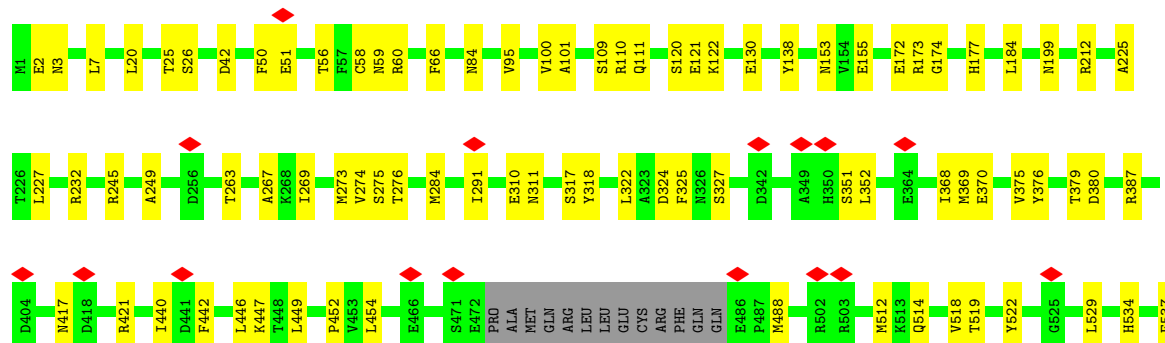 M1 E2 N3 L7 L20 T25 S26 D42 F50 E51 T56 F57 C58 N59 R60 F66 N84 V95 V100 A101 S109 R110 Q111 S120 E121 K122 E130 Y138 N153 V154 E155 E172 R173 G174 H177 L184 N199 R212 A225
T226 L227 R232 R245 A249 D256 T263 A267 K268 I269 M273 V274 S275 T276 M284 I291 E310 N311 S317 Y318 L322 A323 D324 F325 N326 S327 D342 A349 H350 S351 L352 E364 I368 M369 E370 V375 Y376 T379 D380 R387
D404 N417 D418 R421 I440 D441 F442 L446 K447 T448 L449 P452 V453 L454 E466 S471 E472 PRO ALA MET GLN ARG LEU LEU GLU CYS ARG PHE GLN GLN E486 P487 M488 R502 R503 M512 K513 Q514 V518 T519 Y522 G525 L529 H534